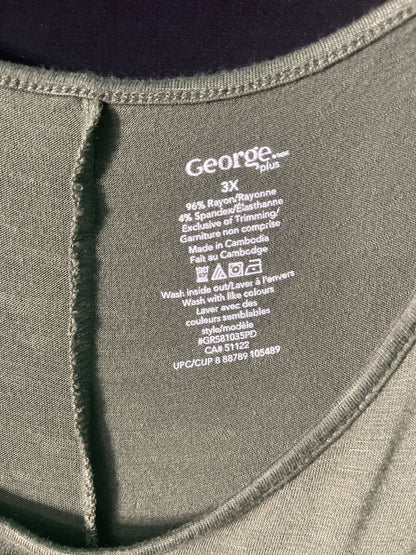 George
plus
3X
96% Rayon/Rayonne
4% Spandex/Élasthanne
Exclusive of Trimming/
Garniture non comprise
Made in Cambodia
Fait au Cambodge
Wash inside out/Laver à l'envers
Wash with like colours
Laver avec des
couleurs semblables
style/modèle
#GR581035PD
CA# 51122
UPC/CUP 8 88789 105489